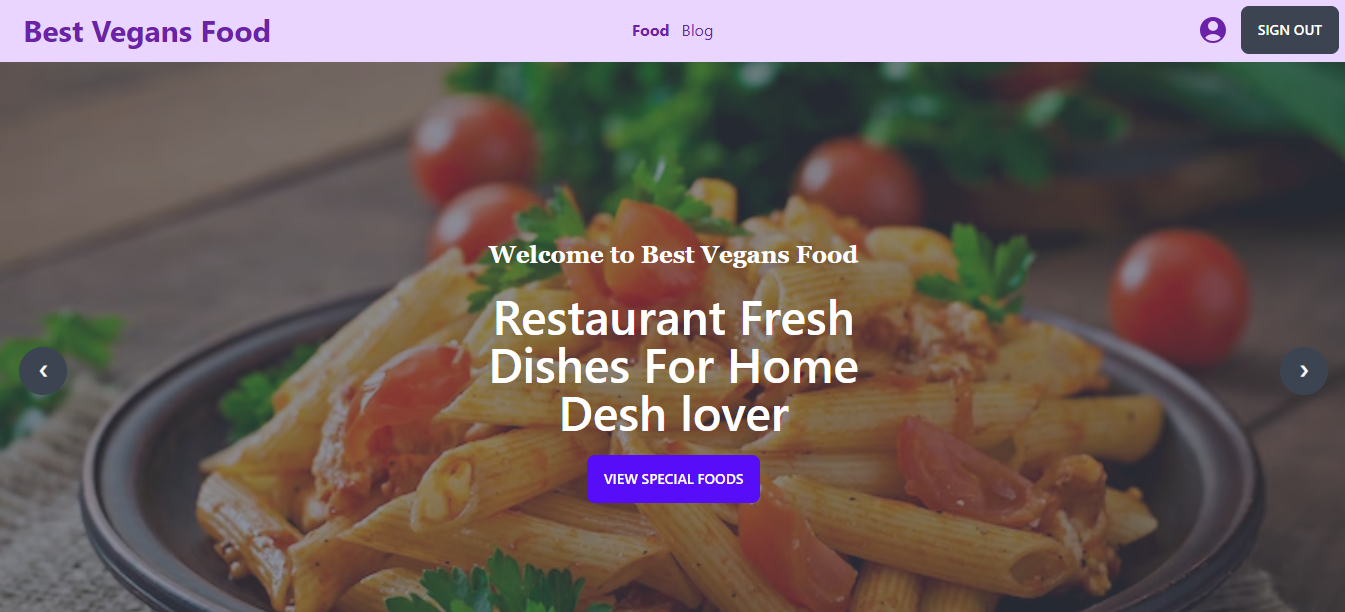 Best Vegans Food
Food Blog
SIGN OUT
Welcome to Best Vegans Food
Restaurant Fresh
Dishes For Home
Desh lover
❮
❯
VIEW SPECIAL FOODS